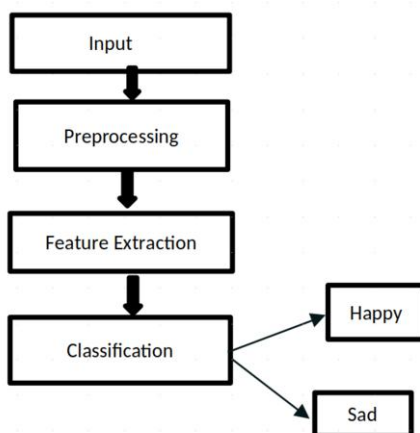 Input
Preprocessing
Feature Extraction
Classification
Happy
Sad